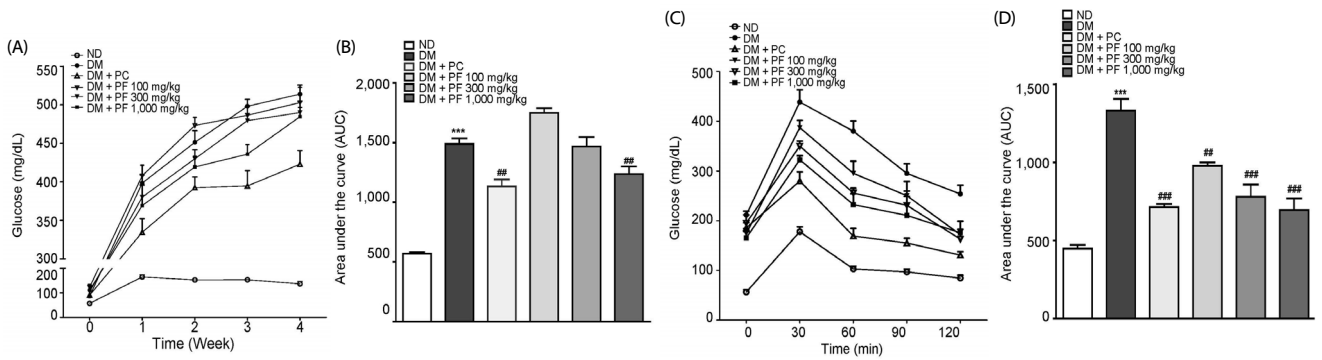 (A)
ND
DM
DM + PC
DM + PF 100 mg/kg
DM + PF 300 mg/kg
DM + PF 1,000 mg/kg
Glucose (mg/dL)
550
500
450
400
350
300
200
100
0
0 1 2 3 4
Time (Week)
(B)
ND
DM
DM + PC
DM + PF 100 mg/kg
DM + PF 300 mg/kg
DM + PF 1,000 mg/kg
Area under the curve (AUC)
2,000
1,500
1,000
500
0
***
##
##
(C)
ND
DM
DM + PC
DM + PF 100 mg/kg
DM + PF 300 mg/kg
DM + PF 1,000 mg/kg
Glucose (mg/dL)
500
400
300
200
100
0
0 30 60 90 120
Time (min)
(D)
ND
DM
DM + PC
DM + PF 100 mg/kg
DM + PF 300 mg/kg
DM + PF 1,000 mg/kg
Area under the curve (AUC)
1,500
1,000
500
0
***
###
##
###
###